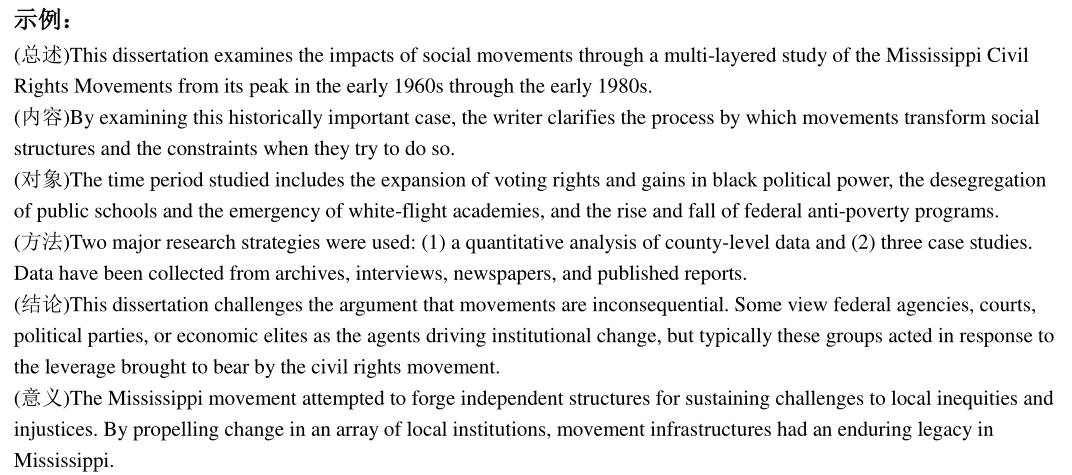 示例：
(总述)This dissertation examines the impacts of social movements through a multi-layered study of the Mississippi Civil
Rights Movements from its peak in the early 1960s through the early 1980s.
(内容)By examining this historically important case, the writer clarifies the process by which movements transform social
structures and the constraints when they try to do so.
(对象)The time period studied includes the expansion of voting rights and gains in black political power, the desegregation
of public schools and the emergency of white-flight academies, and the rise and fall of federal anti-poverty programs.
(方法)Two major research strategies were used: (1) a quantitative analysis of county-level data and (2) three case studies.
Data have been collected from archives, interviews, newspapers, and published reports.
(结论)This dissertation challenges the argument that movements are inconsequential. Some view federal agencies, courts,
political parties, or economic elites as the agents driving institutional change, but typically these groups acted in response to
the leverage brought to bear by the civil rights movement.
(意义)The Mississippi movement attempted to forge independent structures for sustaining challenges to local inequities and
injustices. By propelling change in an array of local institutions, movement infrastructures had an enduring legacy in
Mississippi.